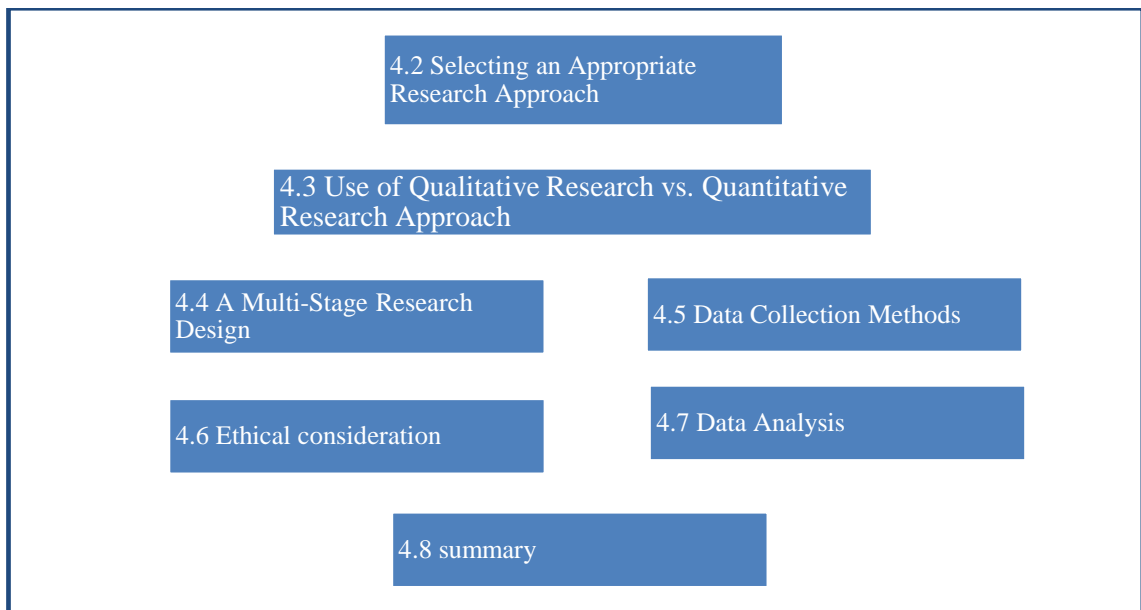 4.2 Selecting an Appropriate
Research Approach
4.3 Use of Qualitative Research vs. Quantitative
Research Approach
4.4 A Multi-Stage Research
Design
4.5 Data Collection Methods
4.6 Ethical consideration
4.7 Data Analysis
4.8 summary